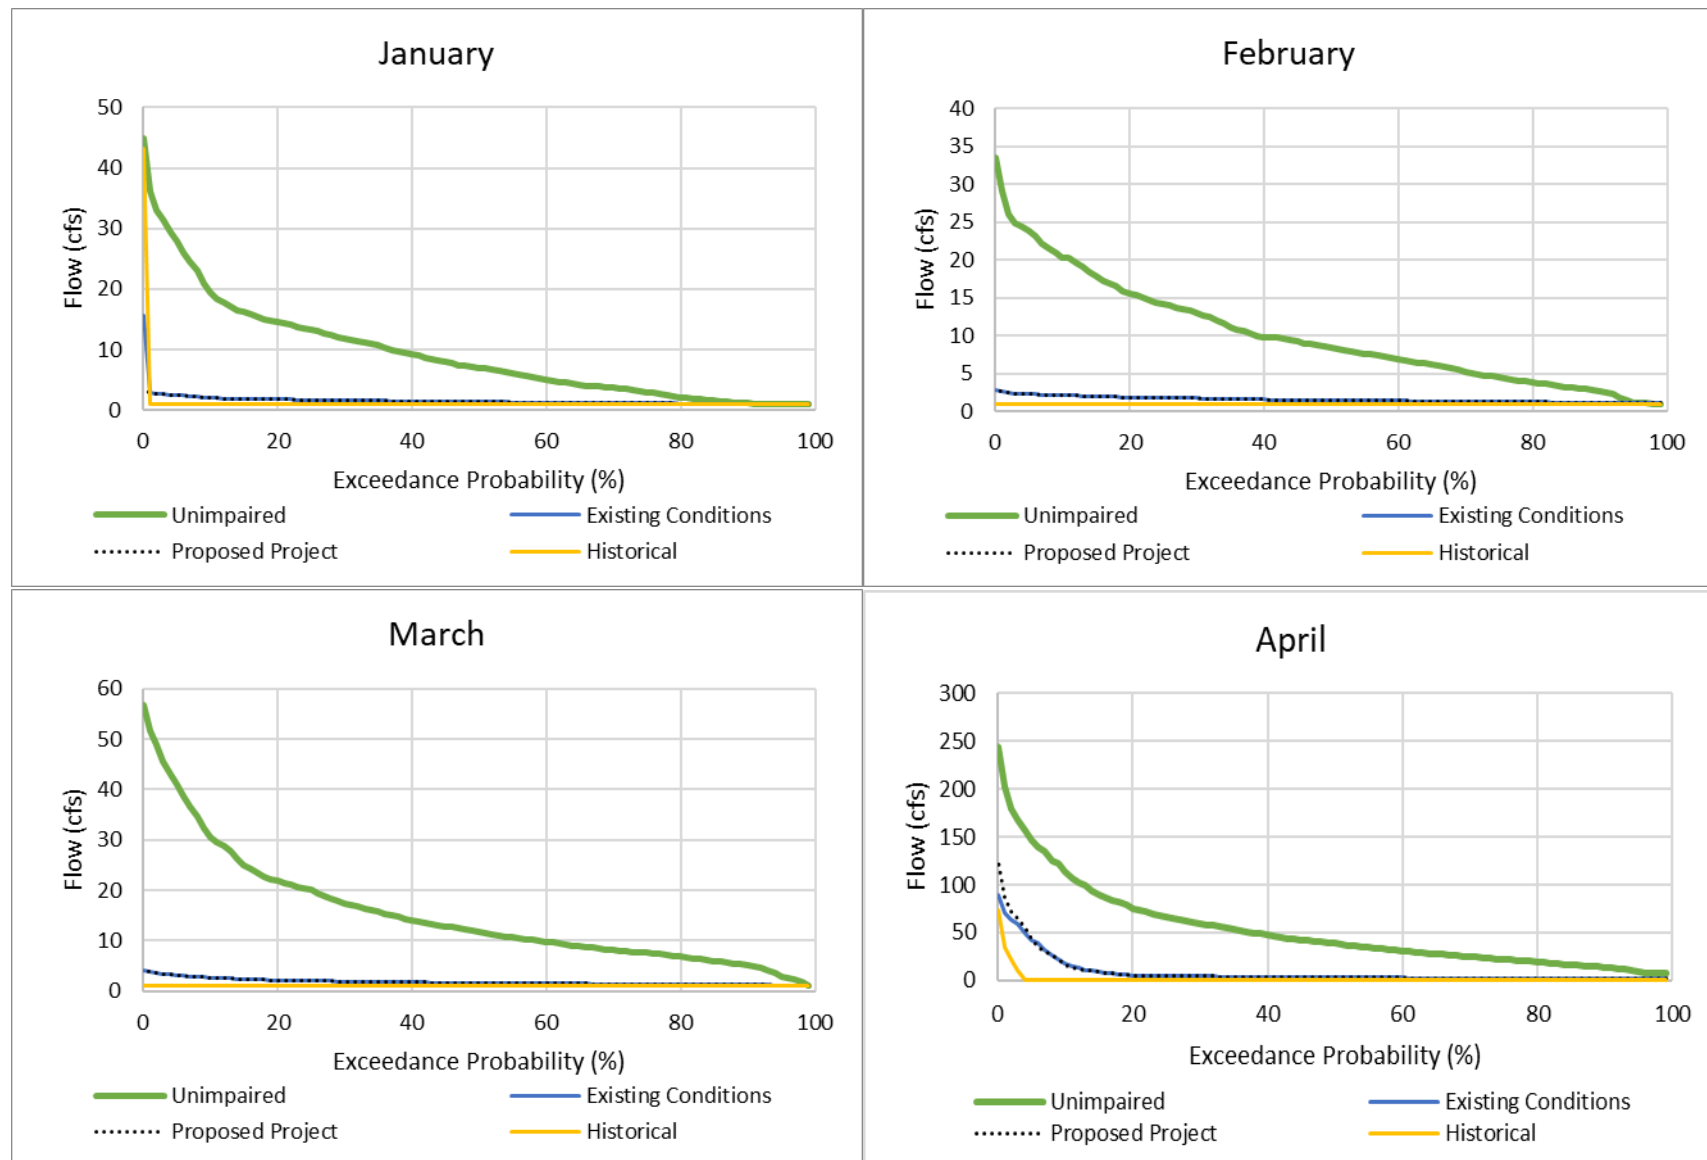 January
50
40
30
20
10
0
Flow (cfs)
0 20 40 60 80 100
Exceedance Probability (%)
Unimpaired Existing Conditions
Proposed Project Historical
February
40
35
30
25
20
15
10
5
0
Flow (cfs)
0 20 40 60 80 100
Exceedance Probability (%)
Unimpaired Existing Conditions
Proposed Project Historical
March
60
50
40
30
20
10
0
Flow (cfs)
0 20 40 60 80 100
Exceedance Probability (%)
Unimpaired Existing Conditions
Proposed Project Historical
April
300
250
200
150
100
50
0
Flow (cfs)
0 20 40 60 80 100
Exceedance Probability (%)
Unimpaired Existing Conditions
Proposed Project Historical